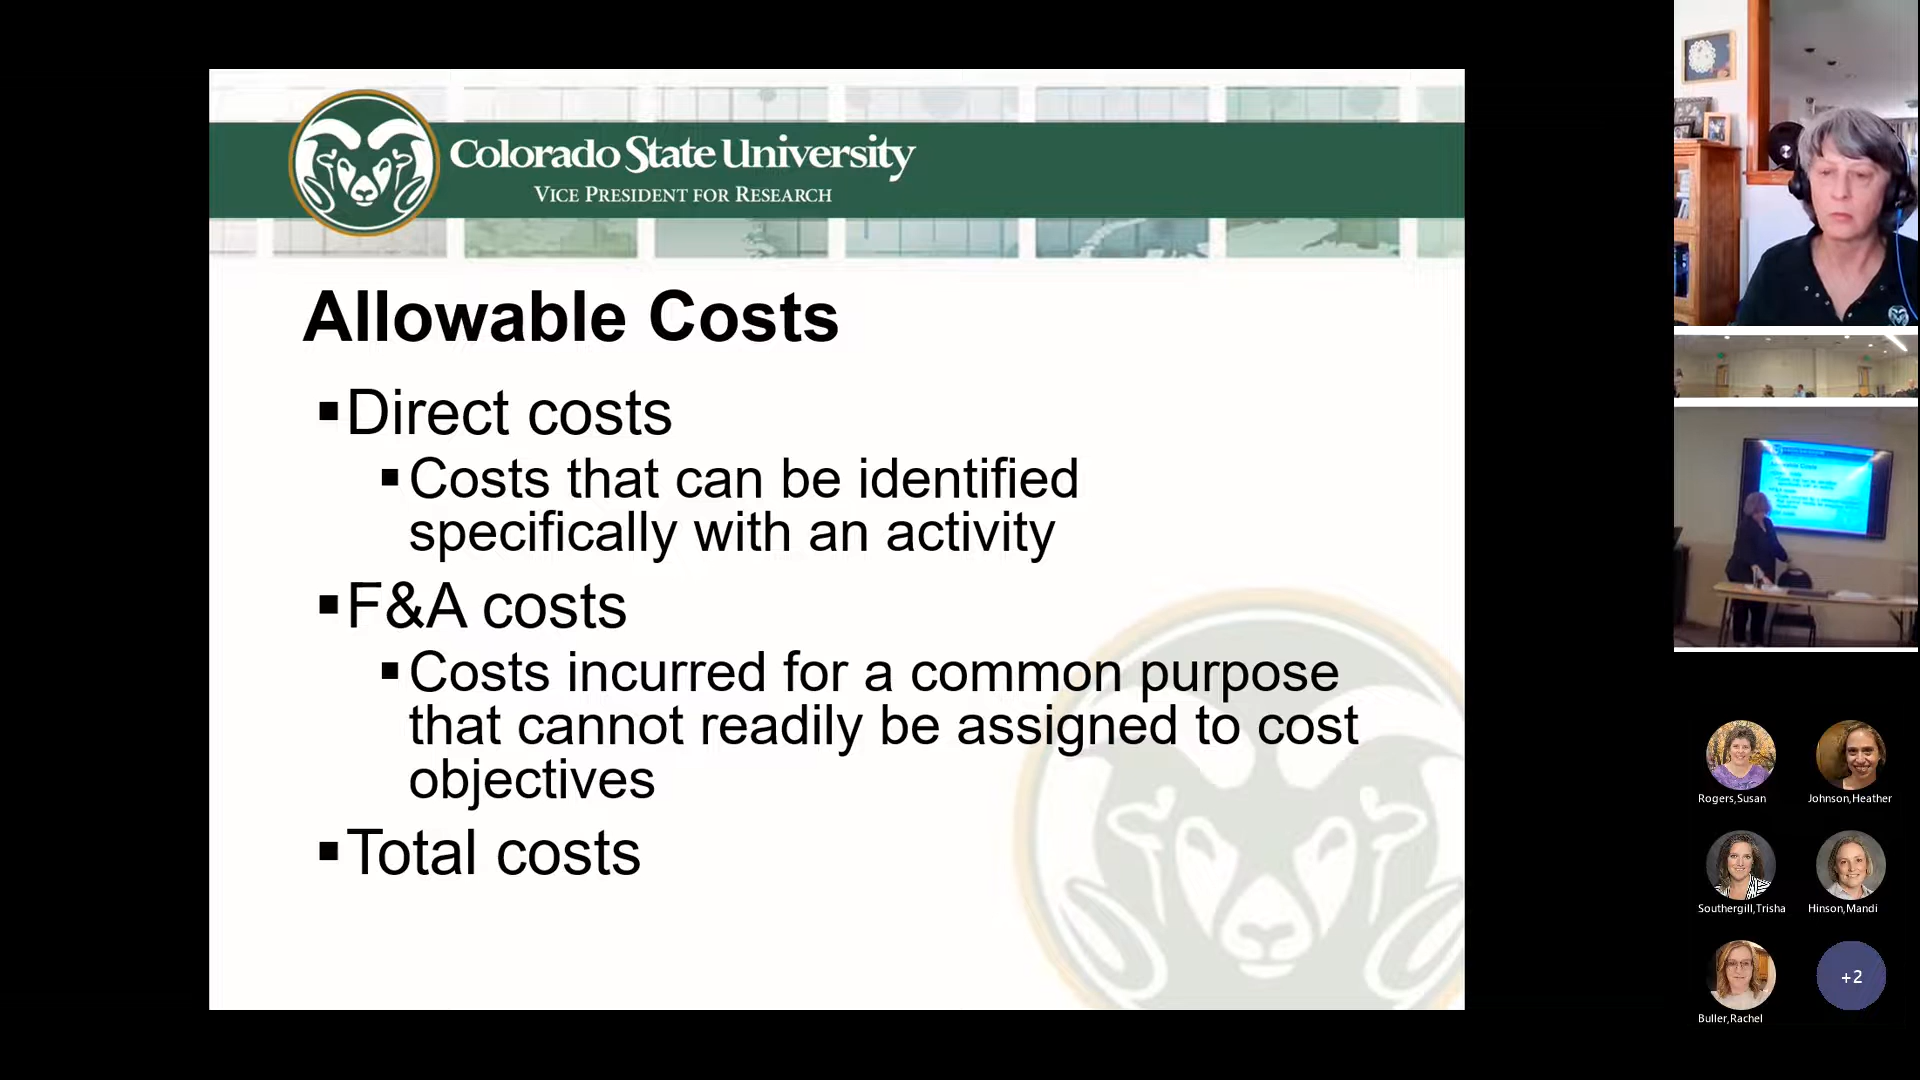 Colorado State University
VICE PRESIDENT FOR RESEARCH
Allowable Costs
▪Direct costs
▪Costs that can be identified
specifically with an activity
▪F&A costs
▪Costs incurred for a common purpose
that cannot readily be assigned to cost
objectives
▪Total costs
Rogers,Susan
Johnson,Heather
Southergill,Trisha
Hinson,Mandi
Buller,Rachel
+2